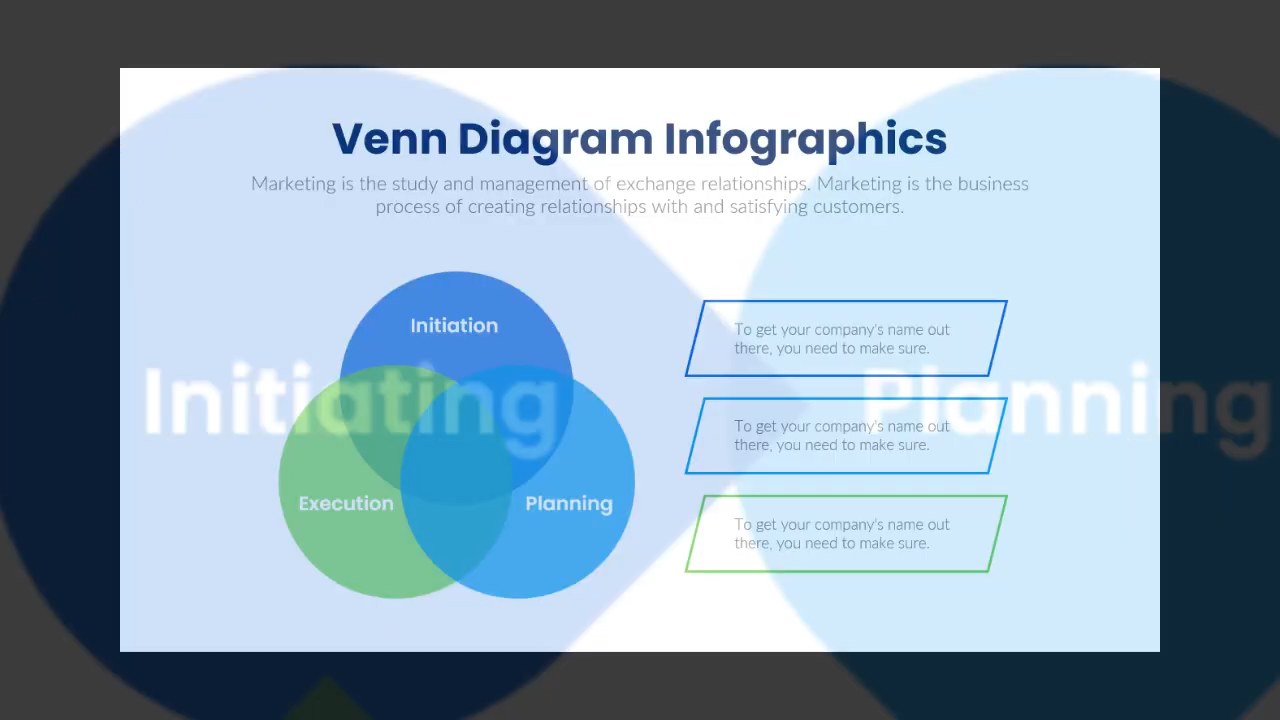 Venn Diagram Infographics
Marketing is the study and management of exchange relationships. Marketing is the business
process of creating relationships with and satisfying customers.
Initiation
To get your company's name out
there, you need to make sure.
Initiating
Planning
To get your company's name out
there, you need to make sure.
Execution
Planning
To get your company's name out
there, you need to make sure.